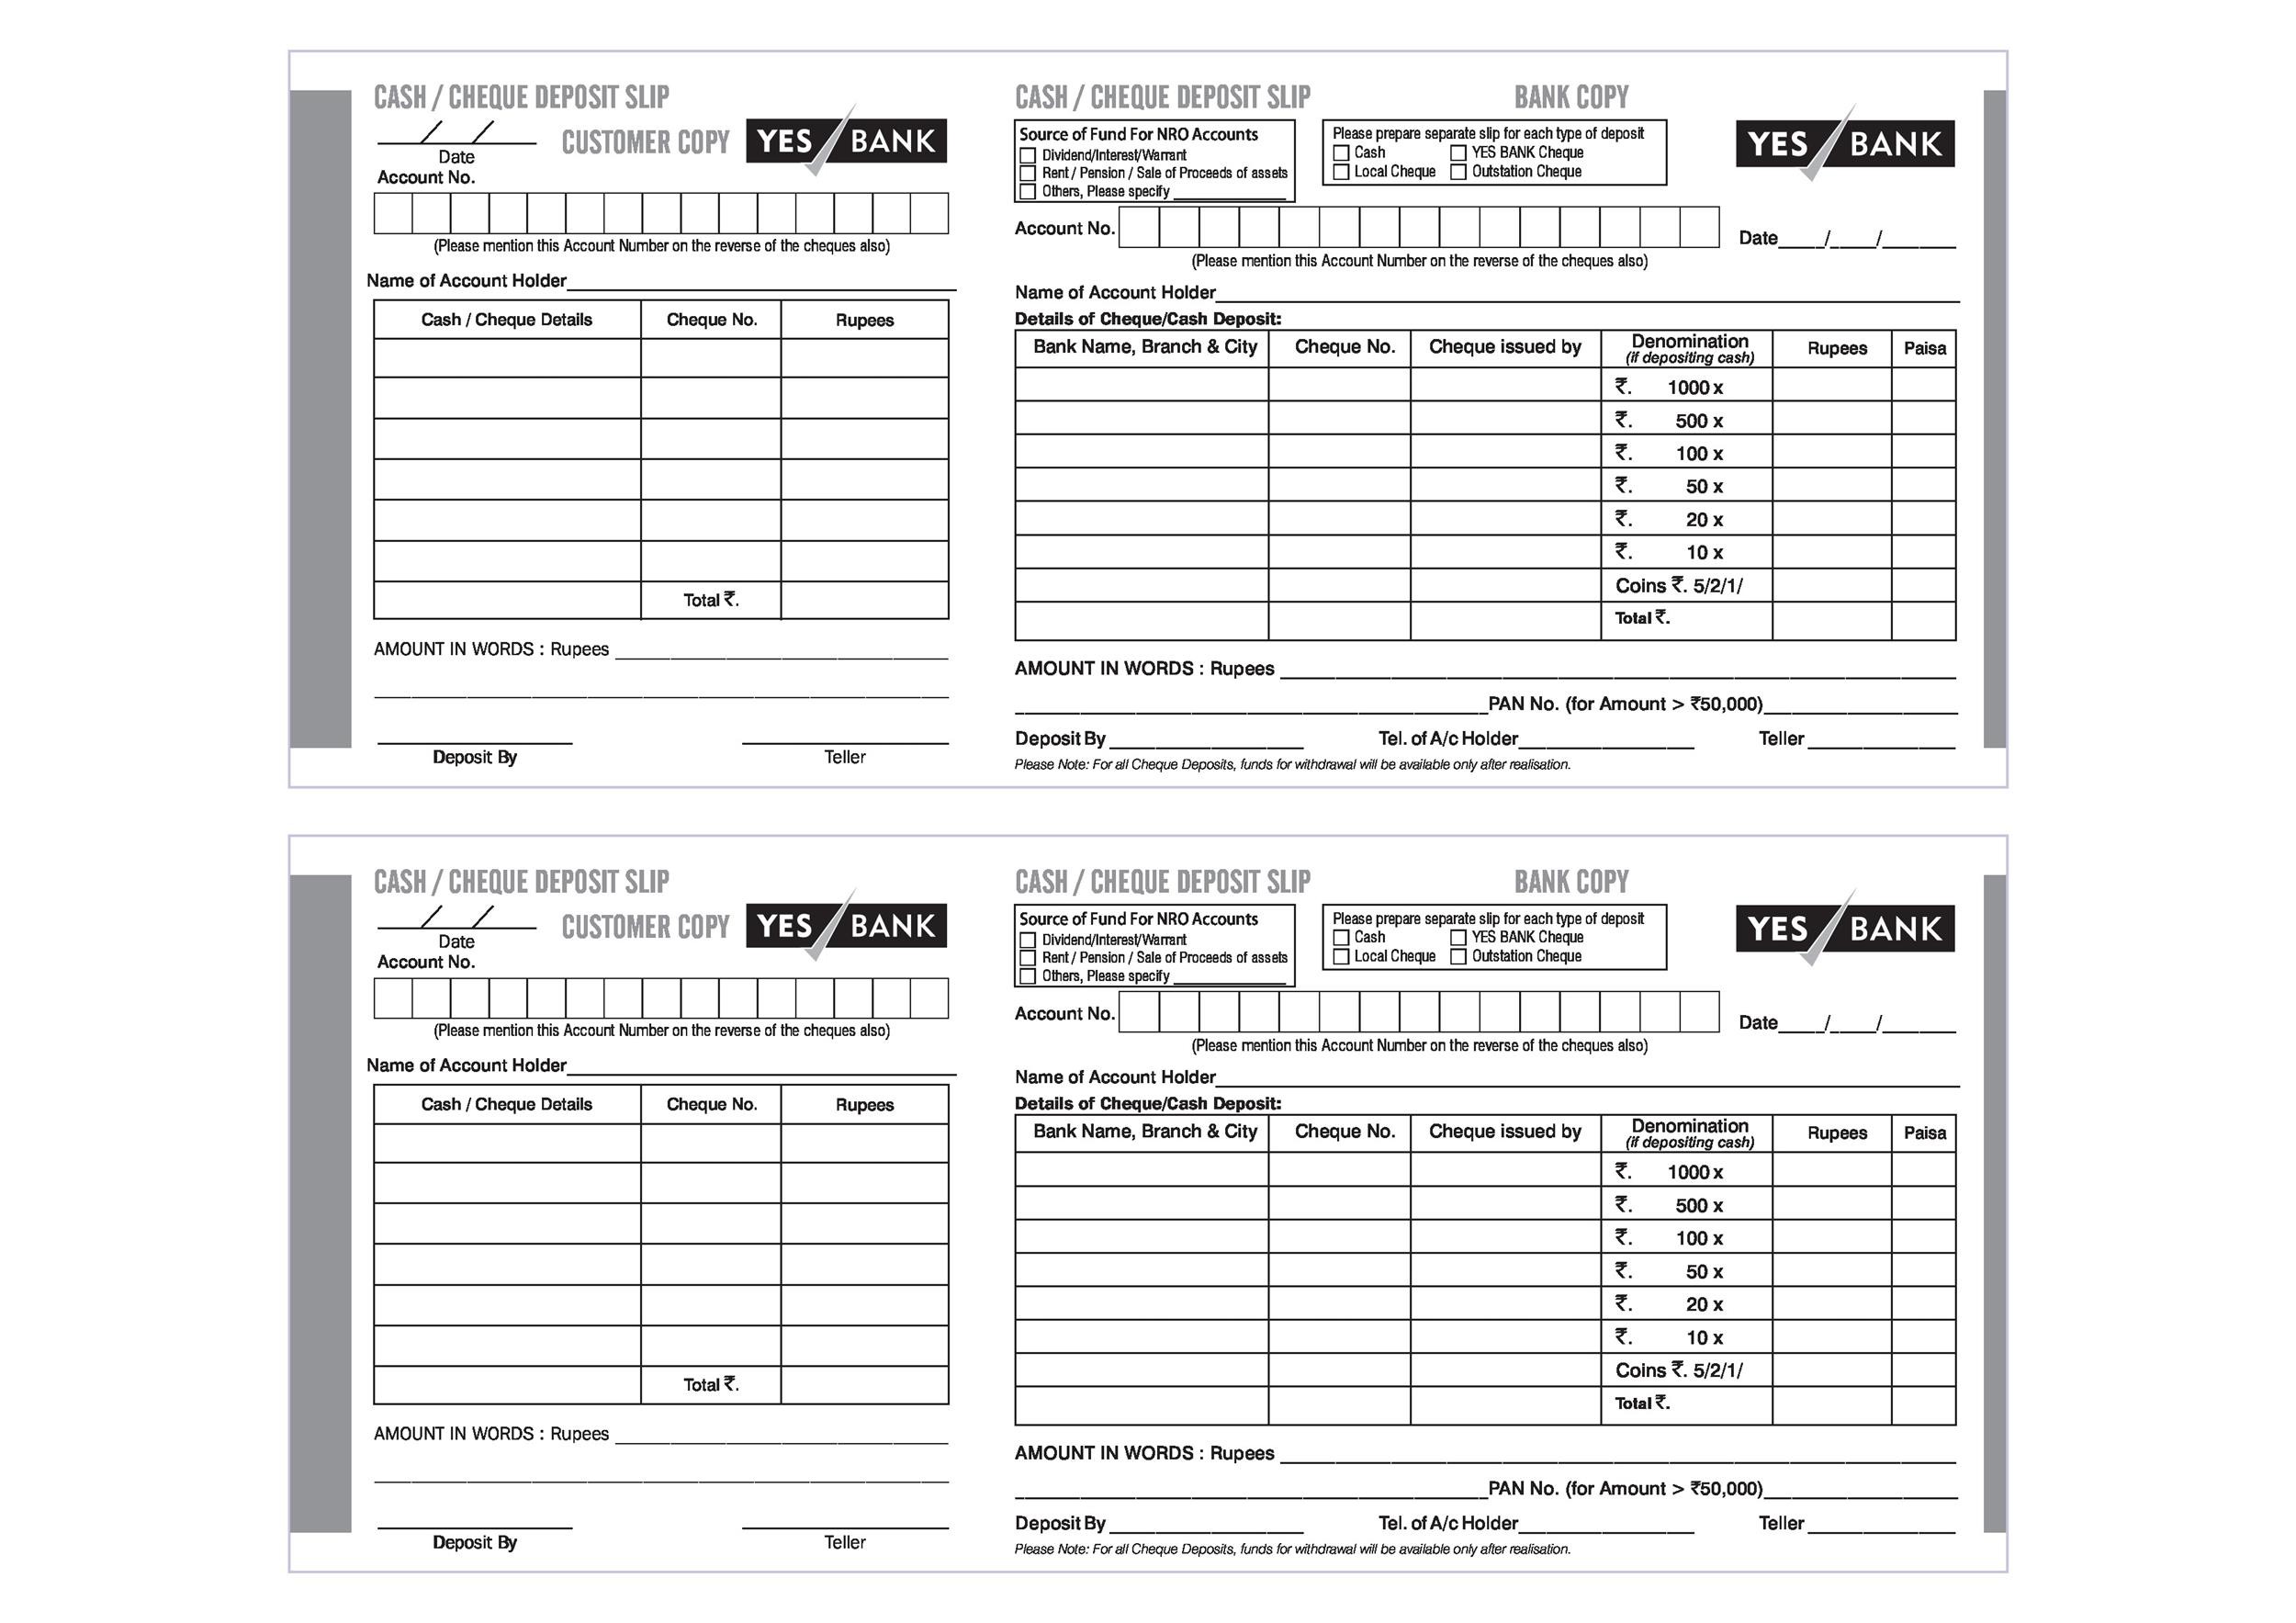 CASH / CHEQUE DEPOSIT SLIP
CUSTOMER COPY YES BANK
Date
Account No.
(Please mention this Account Number on the reverse of the cheques also)
Name of Account Holder
Cash / Cheque Details Cheque No. Rupees
Total ₹.
AMOUNT IN WORDS : Rupees
Deposit By Teller
CASH / CHEQUE DEPOSIT SLIP BANK COPY
Source of Fund For NRO Accounts
Dividend/Interest/Warrant
Rent / Pension / Sale of Proceeds of assets
Others, Please specify
Please prepare separate slip for each type of deposit
Cash YES BANK Cheque
Local Cheque Outstation Cheque
YES BANK
Account No.
Date / /
(Please mention this Account Number on the reverse of the cheques also)
Name of Account Holder
Details of Cheque/Cash Deposit:
Bank Name, Branch & City Cheque No. Cheque issued by Denomination (if depositing cash) Rupees Paisa
₹. 1000 x
₹. 500 x
₹. 100 x
₹. 50 x
₹. 20 x
₹. 10 x
Coins ₹. 5/2/1/
Total ₹.
AMOUNT IN WORDS : Rupees
PAN No. (for Amount > ₹50,000)
Deposit By Tel. of A/c Holder Teller
Please Note: For all Cheque Deposits, funds for withdrawal will be available only after realisation.
CASH / CHEQUE DEPOSIT SLIP
CUSTOMER COPY YES BANK
Date
Account No.
(Please mention this Account Number on the reverse of the cheques also)
Name of Account Holder
Cash / Cheque Details Cheque No. Rupees
Total ₹.
AMOUNT IN WORDS : Rupees
Deposit By Teller
CASH / CHEQUE DEPOSIT SLIP BANK COPY
Source of Fund For NRO Accounts
Dividend/Interest/Warrant
Rent / Pension / Sale of Proceeds of assets
Others, Please specify
Please prepare separate slip for each type of deposit
Cash YES BANK Cheque
Local Cheque Outstation Cheque
YES BANK
Account No.
Date / /
(Please mention this Account Number on the reverse of the cheques also)
Name of Account Holder
Details of Cheque/Cash Deposit:
Bank Name, Branch & City Cheque No. Cheque issued by Denomination (if depositing cash) Rupees Paisa
₹. 1000 x
₹. 500 x
₹. 100 x
₹. 50 x
₹. 20 x
₹. 10 x
Coins ₹. 5/2/1/
Total ₹.
AMOUNT IN WORDS : Rupees
PAN No. (for Amount > ₹50,000)
Deposit By Tel. of A/c Holder Teller
Please Note: For all Cheque Deposits, funds for withdrawal will be available only after realisation.